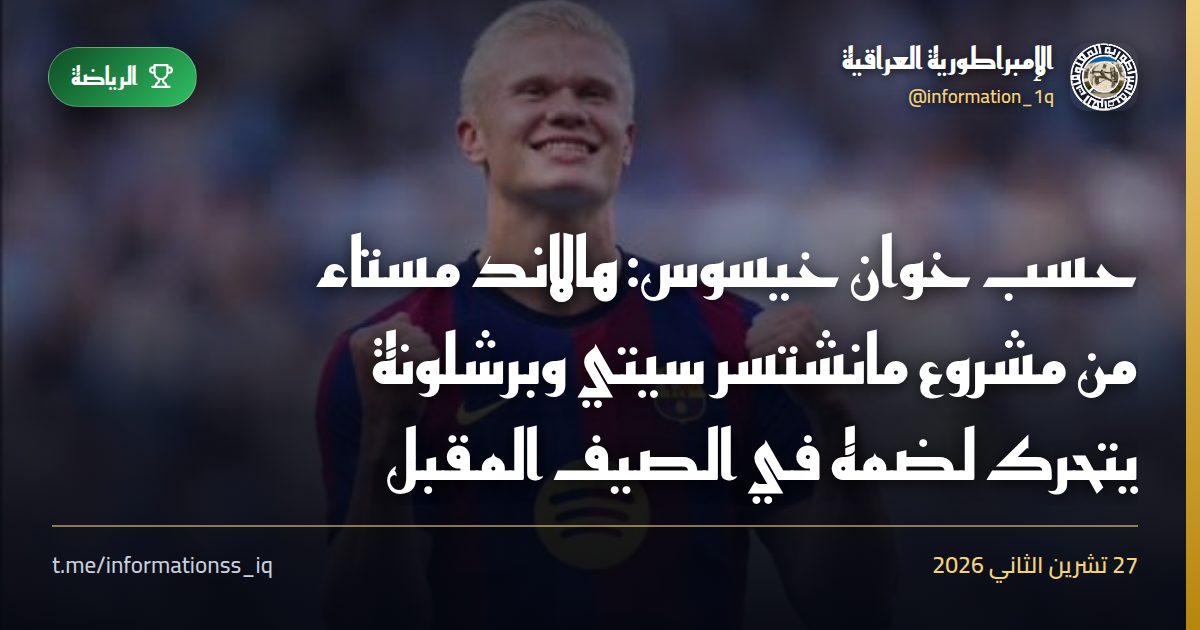 الإمبراطورية العراقية
@information_1q
الرياضة
حسب خوان خيسوس: هالاند مستاء
من مشروع مانشتسر سيتي وبرشلونة
يتحرك لضمه في الصيف المقبل
27 تشرين الثاني 2026
t.me/informationss_iq